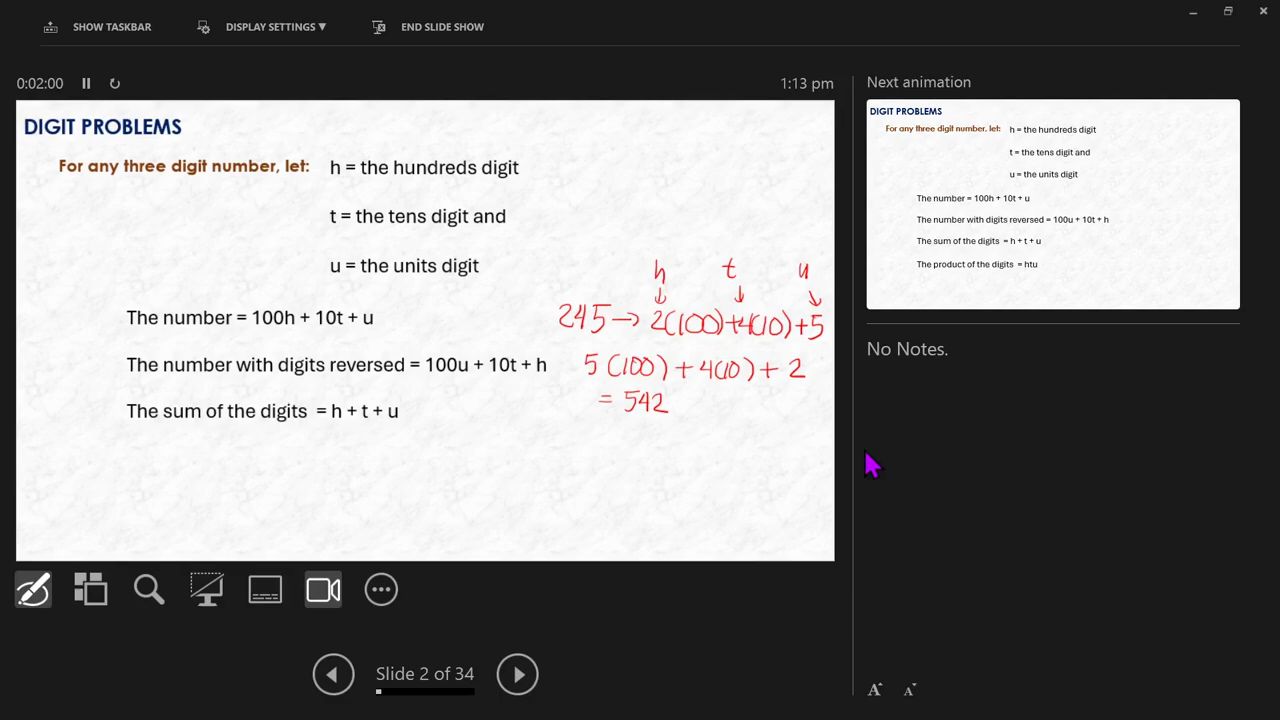 SHOW TASKBAR
DISPLAY SETTINGS ▼
END SLIDE SHOW
0:02:00
1:13 pm
DIGIT PROBLEMS
For any three digit number, let: h = the hundreds digit
t = the tens digit and
u = the units digit
h t u
The number = 100h + 10t + u
245 → 2(100)+4(10)+5
The number with digits reversed = 100u + 10t + h
5(100) + 4(10) + 2
= 542
The sum of the digits = h + t + u
Slide 2 of 34
Next animation
DIGIT PROBLEMS
For any three digit number, let: h = the hundreds digit
t = the tens digit and
u = the units digit
The number = 100h + 10t + u
The number with digits reversed = 100u + 10t + h
The sum of the digits = h + t + u
The product of the digits = htu
No Notes.
A A